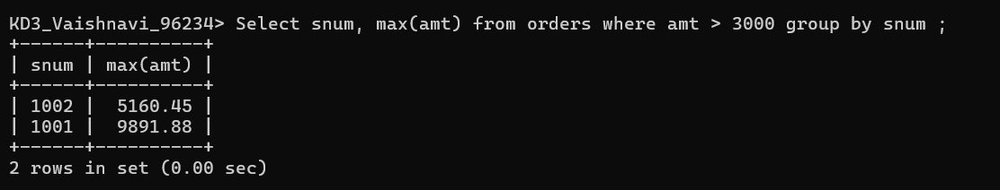 KD3_Vaishnavi_96234> Select snum, max(amt) from orders where amt > 3000 group by snum ;
+------+----------+
| snum | max(amt) |
+------+----------+
| 1002 |  5160.45 |
| 1001 |  9891.88 |
+------+----------+
2 rows in set (0.00 sec)